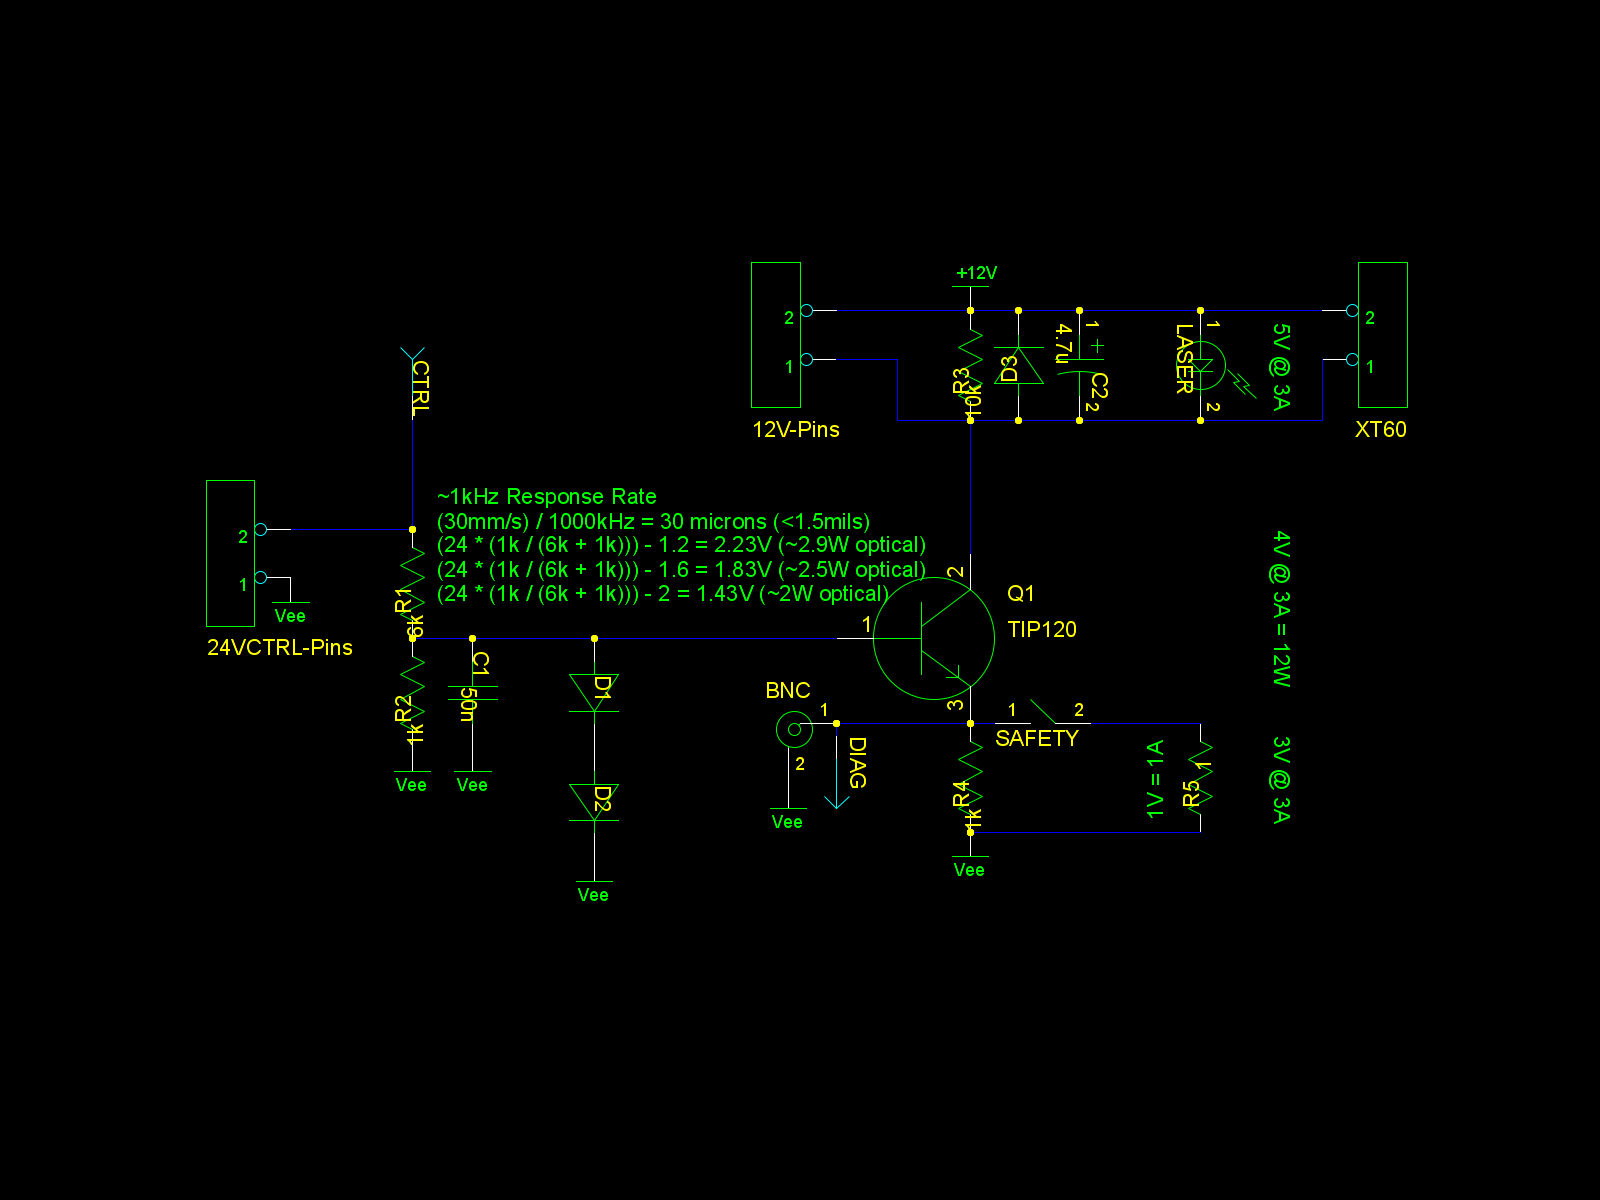 +12V
2
1
12V-Pins
R3
10k
D3
1
4.7u
C2
2
LASER
1
2
5V @ 3A
2
1
XT60
CTRL
2
1
Vee
24VCTRL-Pins
~1kHz Response Rate
(30mm/s) / 1000kHz = 30 microns (<1.5mils)
(24 * (1k / (6k + 1k))) - 1.2 = 2.23V (~2.9W optical)
(24 * (1k / (6k + 1k))) - 1.6 = 1.83V (~2.5W optical)
(24 * (1k / (6k + 1k))) - 2 = 1.43V (~2W optical)
R1
6k
R2
1k
Vee
C1
50n
Vee
D1
D2
Vee
1
2
3
Q1
TIP120
4V @ 3A = 12W
BNC
1
2
Vee
DIAG
1
2
SAFETY
R4
1k
Vee
1V = 1A
R5
1
3V @ 3A